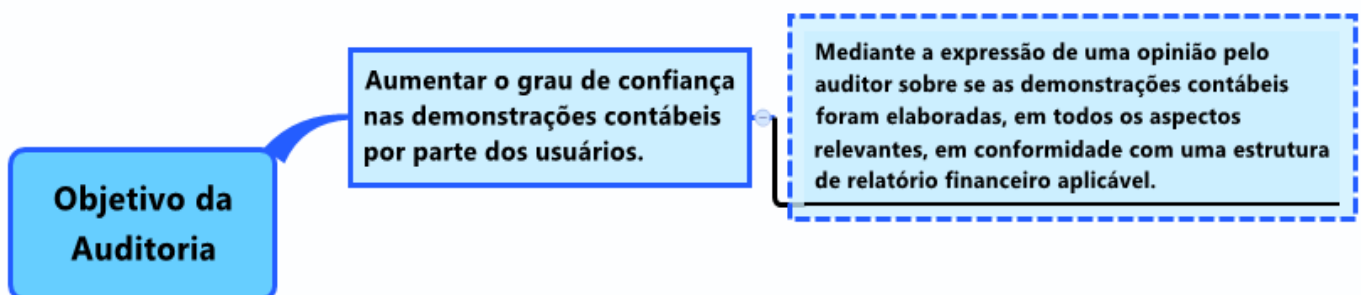 Objetivo da
Auditoria
Aumentar o grau de confiança
nas demonstrações contábeis
por parte dos usuários.
Mediante a expressão de uma opinião pelo
auditor sobre se as demonstrações contábeis
foram elaboradas, em todos os aspectos
relevantes, em conformidade com uma estrutura
de relatório financeiro aplicável.